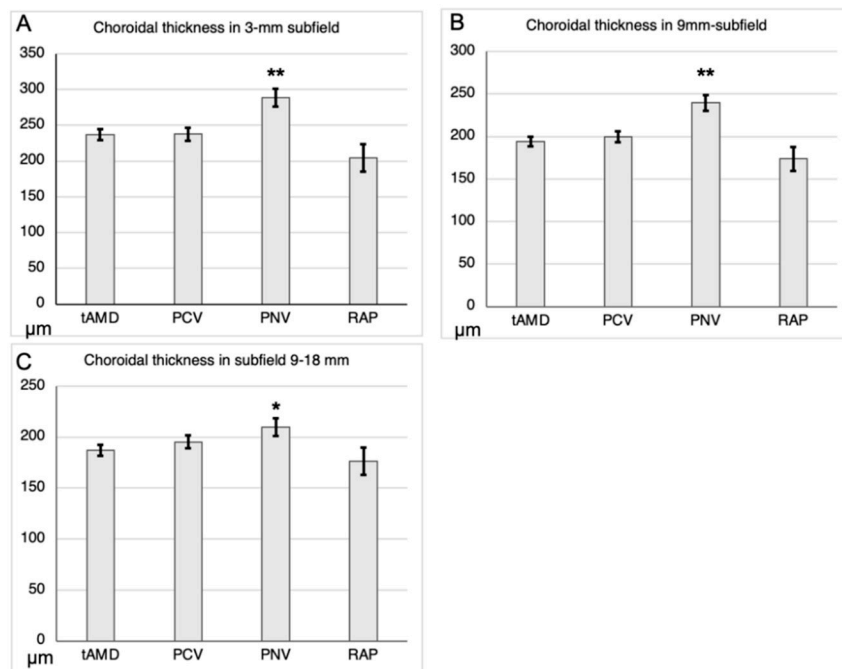 A
Choroidal thickness in 3-mm subfield
350
300
250
200
150
100
50
0
µm
**
tAMD PCV PNV RAP
B
Choroidal thickness in 9mm-subfield
300
250
200
150
100
50
0
µm
**
tAMD PCV PNV RAP
C
Choroidal thickness in subfield 9-18 mm
250
200
150
100
50
0
µm
*
tAMD PCV PNV RAP